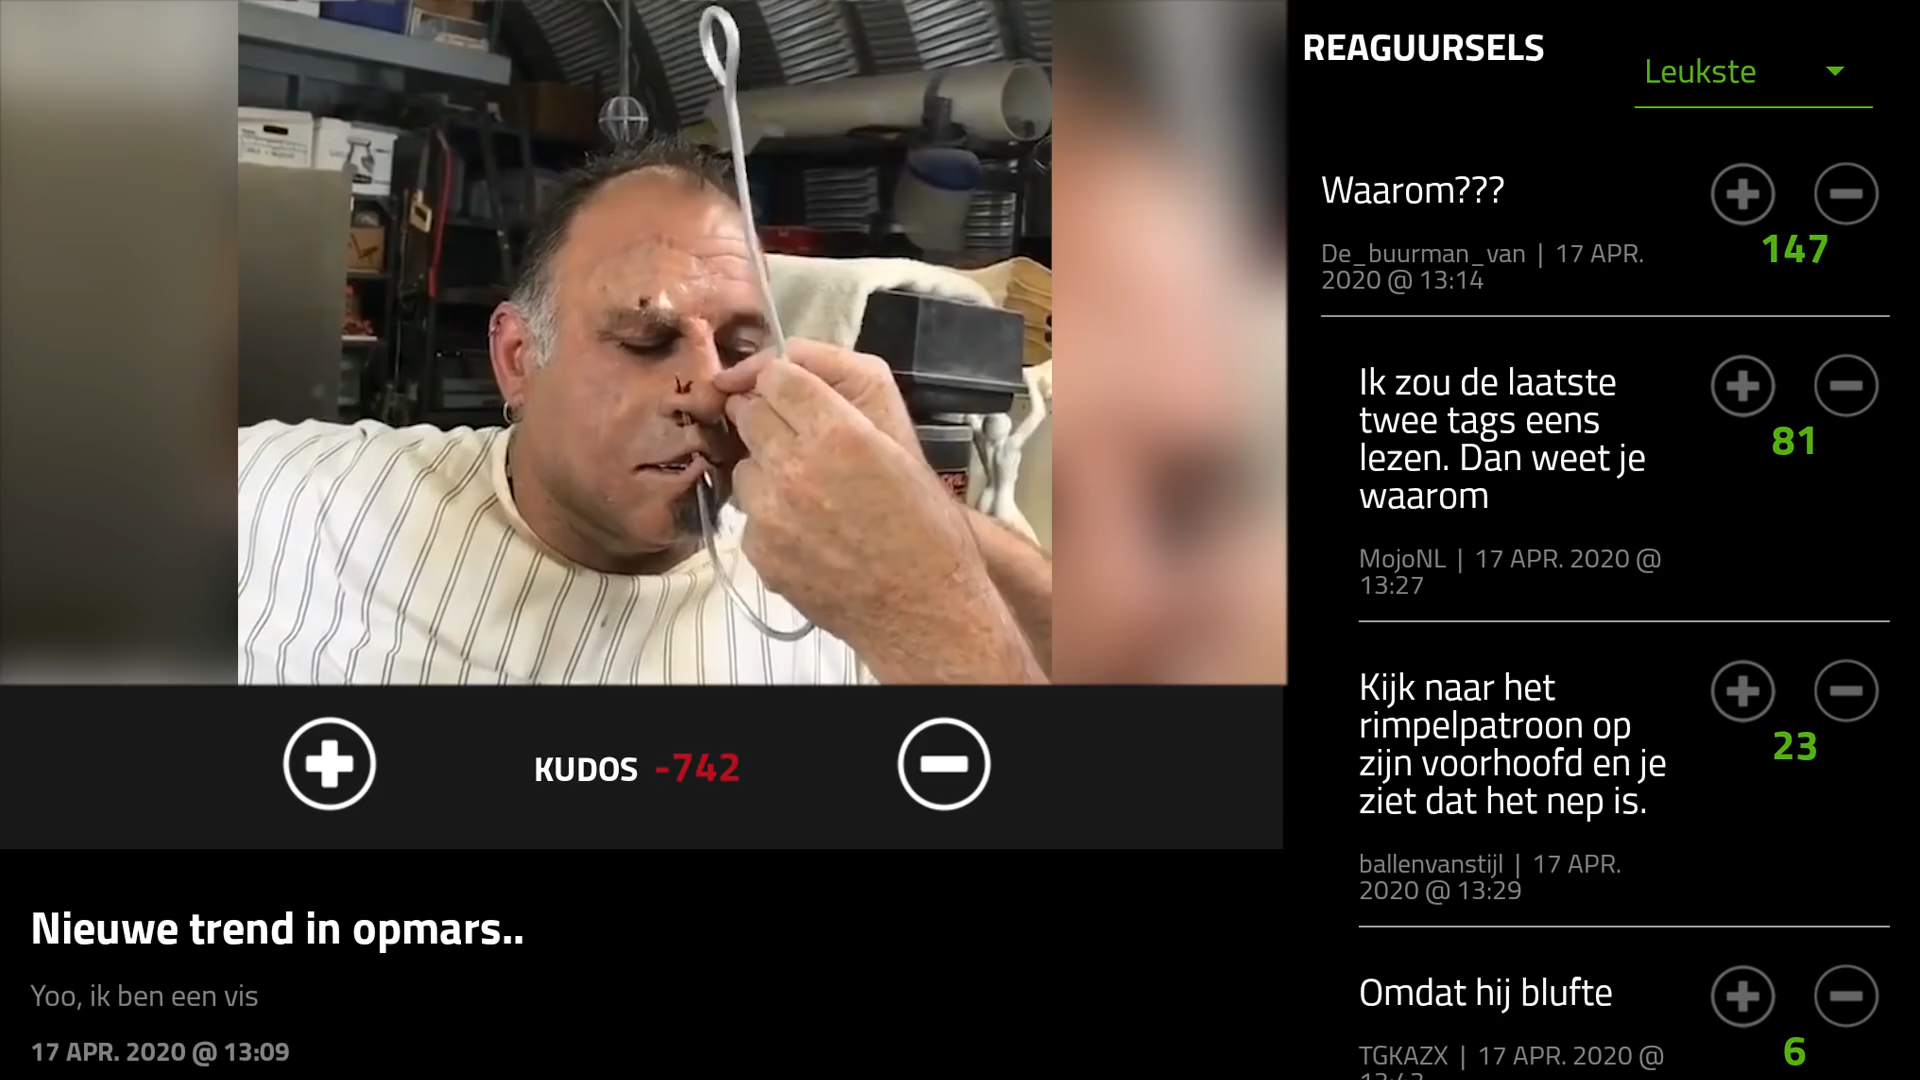 REAGUURSELS
Leukste
Waarom???
147
De_buurman_van | 17 APR.
2020 @ 13:14
Ik zou de laatste
twee tags eens
lezen. Dan weet je
waarom
81
MojoNL | 17 APR. 2020 @
13:27
Kijk naar het
rimpelpatroon op
zijn voorhoofd en je
ziet dat het nep is.
23
ballenvanstijl | 17 APR.
2020 @ 13:29
Omdat hij blufte
6
TGKAZX | 17 APR. 2020 @
KUDOS -742
Nieuwe trend in opmars..
Yoo, ik ben een vis
17 APR. 2020 @ 13:09